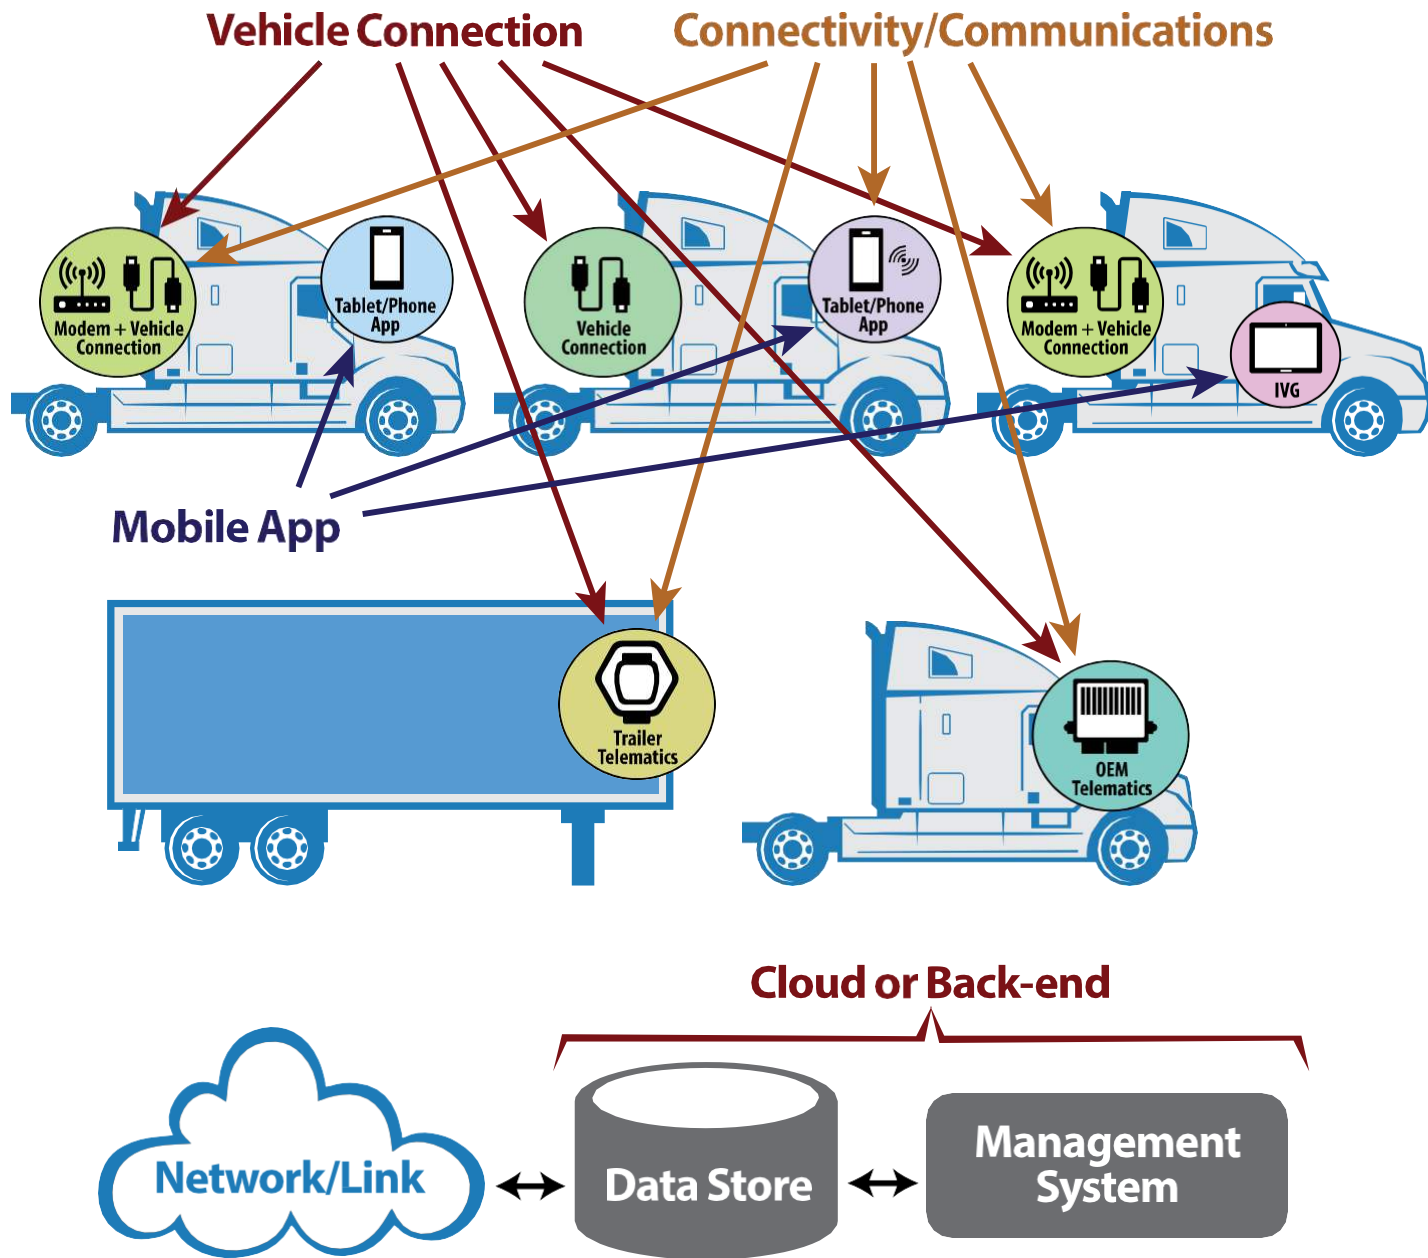 Vehicle Connection
Connectivity/Communications
Modem + Vehicle
Connection
Tablet/Phone
App
Vehicle
Connection
Tablet/Phone
App
Modem + Vehicle
Connection
IVG
Mobile App
Trailer
Telematics
OEM
Telematics
Cloud or Back-end
Network/Link
Data Store
Management
System